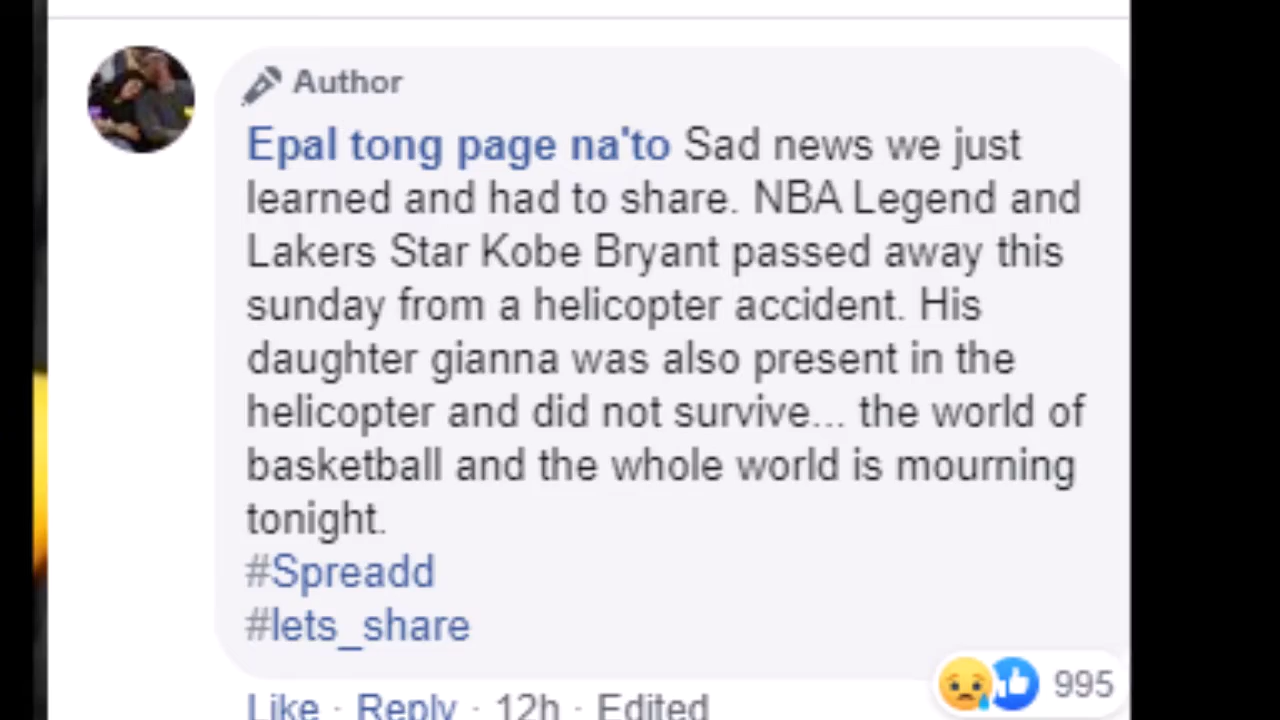 Author
Epal tong page na'to Sad news we just
learned and had to share. NBA Legend and
Lakers Star Kobe Bryant passed away this
sunday from a helicopter accident. His
daughter gianna was also present in the
helicopter and did not survive... the world of
basketball and the whole world is mourning
tonight.
#Spreadd
#lets_share
995
Like · Reply · 12h · Edited